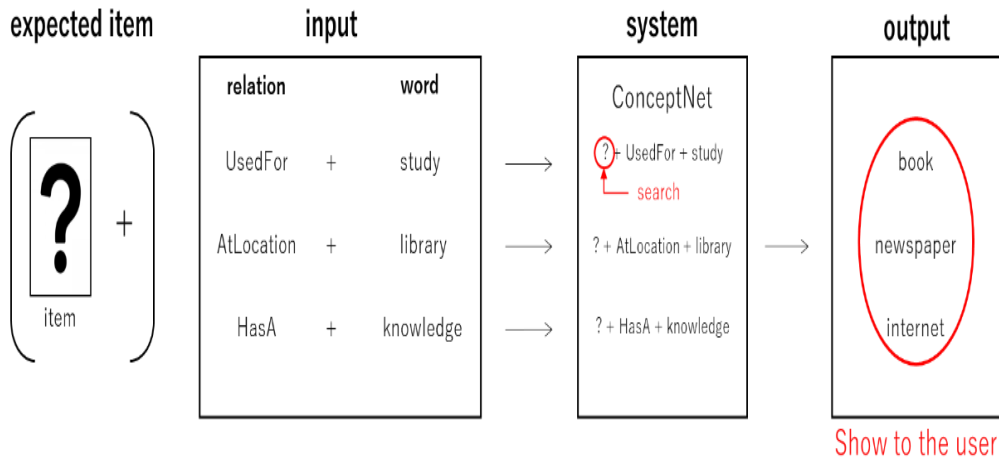 expected item
input
system
output
relation
word
ConceptNet
UsedFor + study
? + UsedFor + study
book
search
?
+
item
AtLocation + library
? + AtLocation + library
newspaper
HasA + knowledge
? + HasA + knowledge
internet
Show to the user